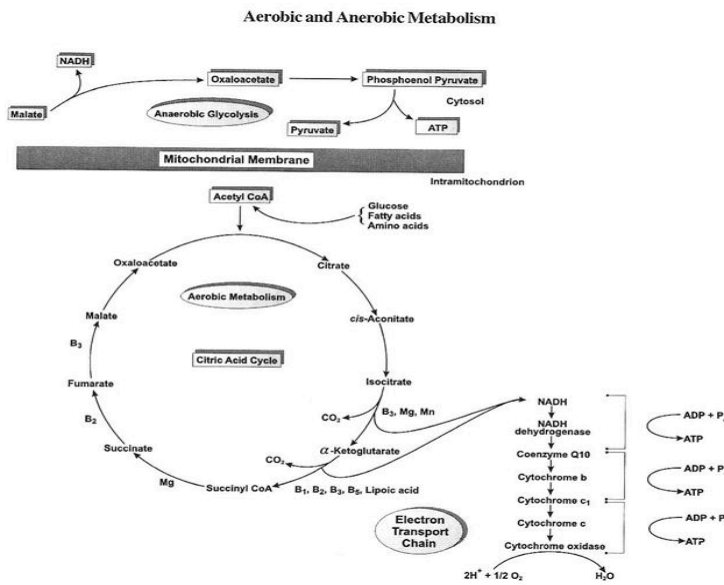 Aerobic and Anerobic Metabolism
NADH
Oxaloacetate
Phosphoenol Pyruvate
Malate
Anaerobic Glycolysis
Cytosol
Pyruvate
ATP
Mitochondrial Membrane
Intramitochondrion
Acetyl CoA
Glucose
Fatty acids
Amino acids
Oxaloacetate
Citrate
Aerobic Metabolism
Malate
cis-Aconitate
B3
Citric Acid Cycle
Fumarate
Isocitrate
CO2
B3, Mg, Mn
NADH
B2
NADH
dehydrogenase
ADP + P
ATP
Succinate
α-Ketoglutarate
CO2
Coenzyme Q10
Mg
Succinyl CoA
B1, B2, B3, B5, Lipoic acid
Cytochrome b
ADP + P
ATP
Cytochrome c1
Electron
Transport
Chain
Cytochrome c
ADP + P
ATP
Cytochrome oxidase
2H+ + 1/2 O2
H2O